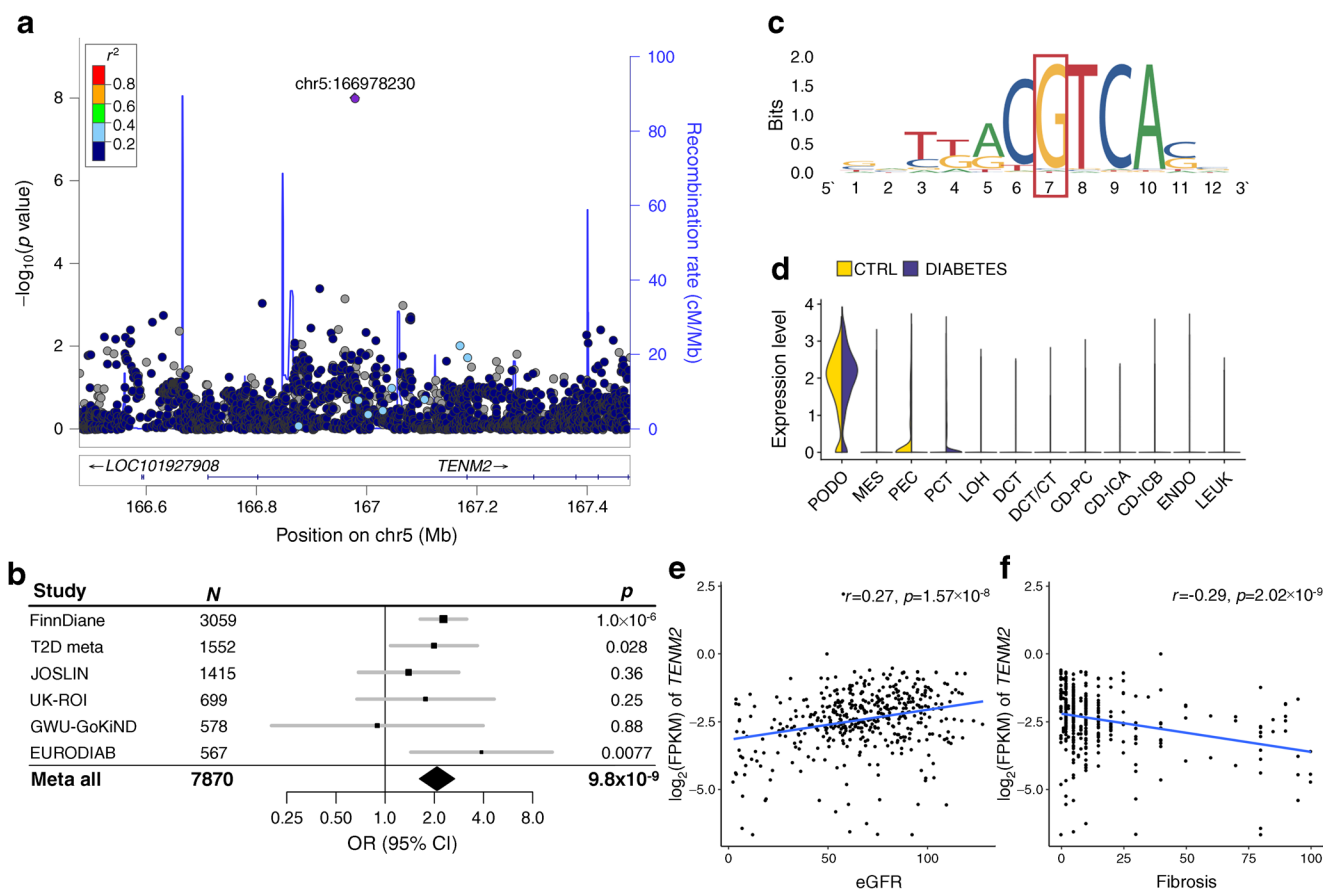 a
r²
0.8
0.6
0.4
0.2
chr5:166978230
8
6
4
2
0
−log₁₀(p value)
100
80
60
40
20
0
Recombination rate (cM/Mb)
←LOC101927908
TENM2→
166.6 166.8 167 167.2 167.4
Position on chr5 (Mb)
b
Study N p
FinnDiane 3059 1.0×10⁻⁶
T2D meta 1552 0.028
JOSLIN 1415 0.36
UK-ROI 699 0.25
GWU-GoKiND 578 0.88
EURODIAB 567 0.0077
Meta all 7870 9.8x10⁻⁹
0.25 0.50 1.0 2.0 4.0 8.0
OR (95% CI)
c
2.0
1.5
1.0
0.5
0.0
Bits
T T A C G T C A C
C G G
5` 1 2 3 4 5 6 7 8 9 10 11 12 3`
d
CTRL DIABETES
4
3
2
1
0
Expression level
PODO MES PEC PCT LOH DCT DCT/CT CD-PC CD-ICA CD-ICB ENDO LEUK
e
r=0.27, p=1.57×10⁻⁸
2.5
0.0
−2.5
−5.0
log₂(FPKM) of TENM2
0 50 100
eGFR
f
r=-0.29, p=2.02×10⁻⁹
2.5
0.0
−2.5
−5.0
log₂(FPKM) of TENM2
0 25 50 75 100
Fibrosis